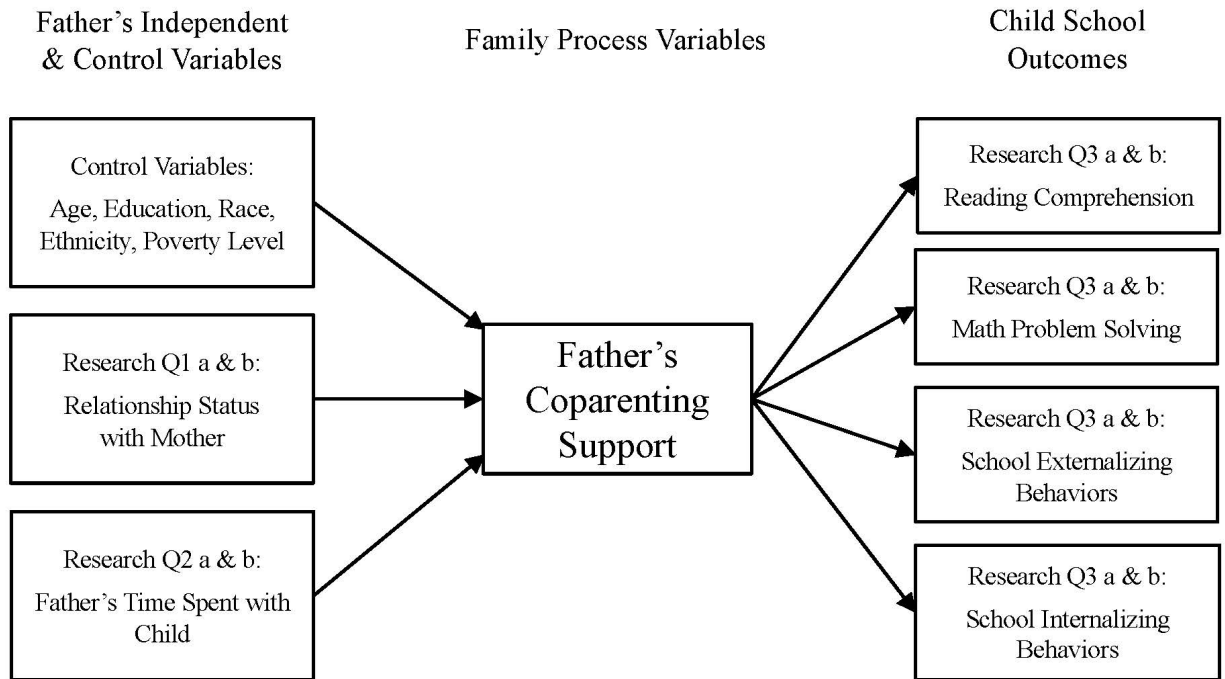 Father’s Independent
& Control Variables
Family Process Variables
Child School
Outcomes
Control Variables:
Age, Education, Race,
Ethnicity, Poverty Level
Research Q1 a & b:
Relationship Status
with Mother
Research Q2 a & b:
Father’s Time Spent with
Child
Father’s
Coparenting
Support
Research Q3 a & b:
Reading Comprehension
Research Q3 a & b:
Math Problem Solving
Research Q3 a & b:
School Externalizing
Behaviors
Research Q3 a & b:
School Internalizing
Behaviors